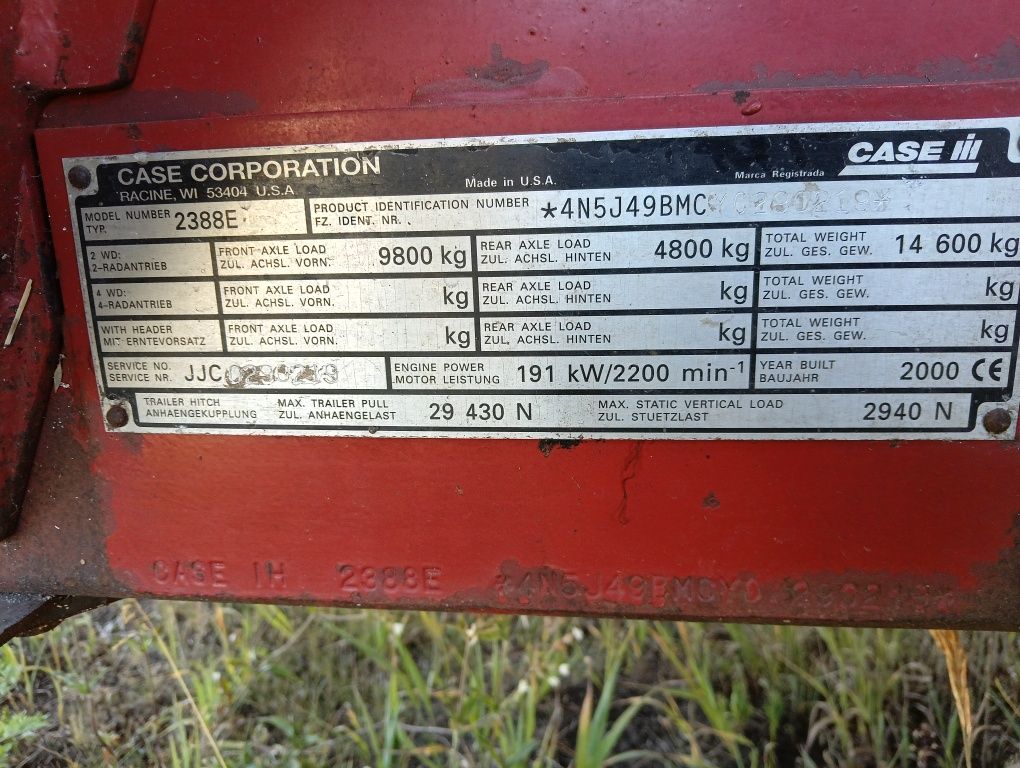 CASE CORPORATION
RACINE, WI 53404 U.S.A
Made in U.S.A.
CASE IH
Marca Registrada
MODEL NUMBER
TYP.
2388E
PRODUCT IDENTIFICATION NUMBER
FZ. IDENT. NR.
2 WD:
2-RADANTRIEB
FRONT AXLE LOAD
ZUL. ACHSL. VORN.
9800 kg
REAR AXLE LOAD
ZUL. ACHSL. HINTEN
4800 kg
TOTAL WEIGHT
ZUL. GES. GEW.
14 600 kg
4 WD:
4-RADANTRIEB
FRONT AXLE LOAD
ZUL. ACHSL. VORN.
kg
REAR AXLE LOAD
ZUL. ACHSL. HINTEN
kg
TOTAL WEIGHT
ZUL. GES. GEW.
kg
WITH HEADER
MIT ERNTEVORSATZ
FRONT AXLE LOAD
ZUL. ACHSL. VORN.
kg
REAR AXLE LOAD
ZUL. ACHSL. HINTEN
kg
TOTAL WEIGHT
ZUL. GES. GEW.
kg
SERVICE NO.
SERVICE NR.
ENGINE POWER
MOTOR LEISTUNG
191 kW/2200 min-1
YEAR BUILT
BAUJAHR
2000 CE
TRAILER HITCH
ANHAENGEKUPPLUNG
MAX. TRAILER PULL
ZUL. ANHAENGELAST
29 430 N
MAX. STATIC VERTICAL LOAD
ZUL. STUETZLAST
2940 N
CASE IH 2388E